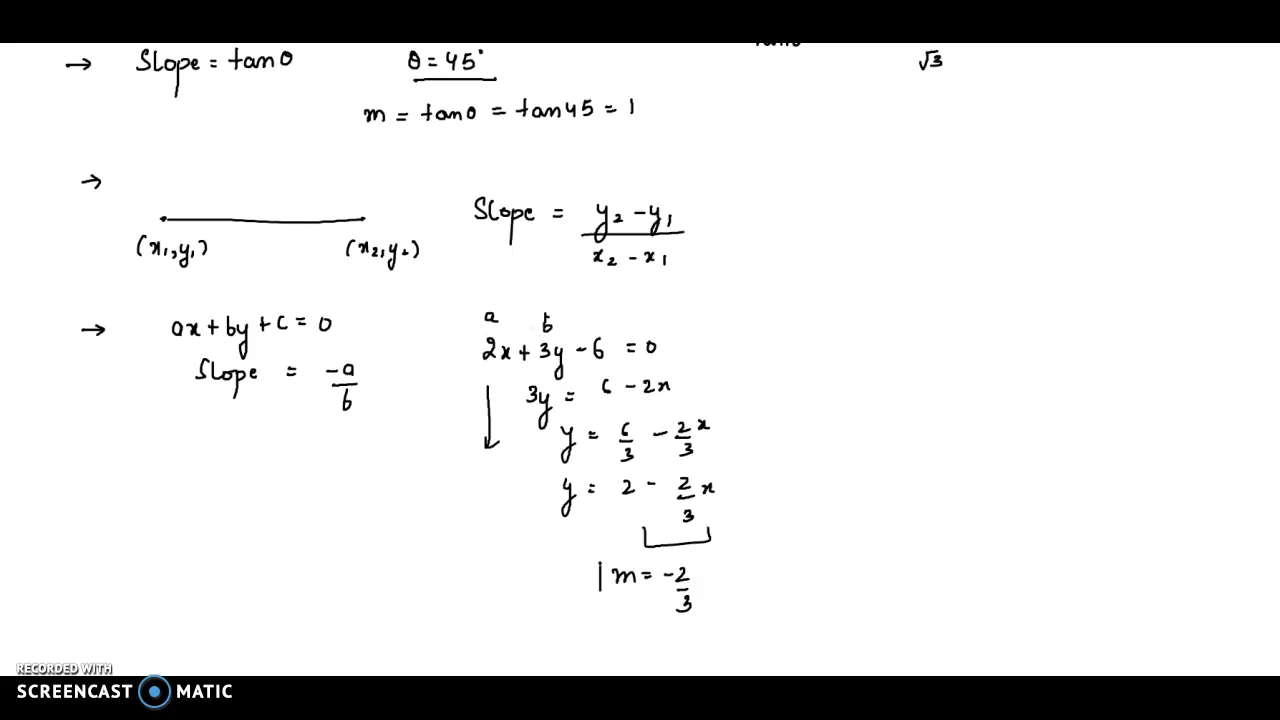 → Slope = tanθ θ = 45° √3
m = tanθ = tan45 = 1
→
Slope = y₂ - y₁ / x₂ - x₁
(x₁, y₁) (x₂, y₂)
→ ax + by + c = 0
Slope = -a/b
a b
2x + 3y - 6 = 0
3y = 6 - 2x
y = 6/3 - 2/3 x
y = 2 - 2/3 x
m = -2/3
RECORDED WITH
SCREENCAST MATIC